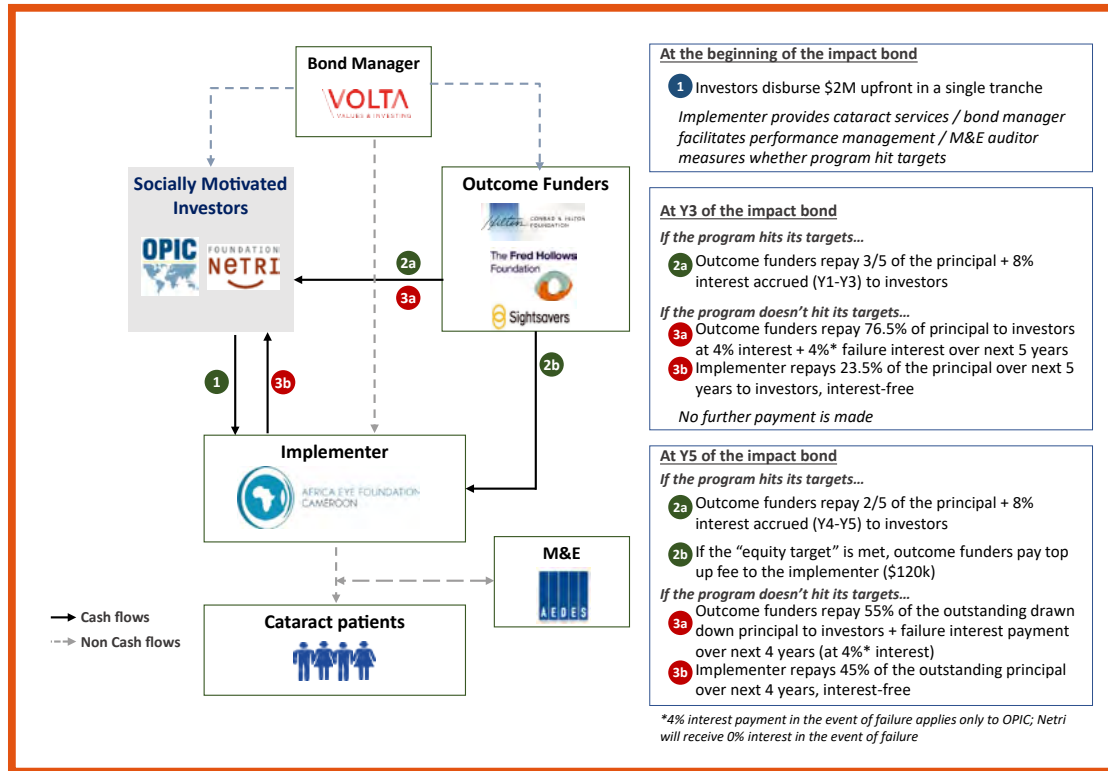 Bond Manager
VOLTA
VALUES & INVESTING
Socially Motivated
Investors
OPIC
FOUNDATION
NETRI
Outcome Funders
Hilton
CONRAD N. HILTON
FOUNDATION
The Fred Hollows
Foundation
Sightsavers
2a
3a
1
3b
2b
Implementer
AFRICA EYE FOUNDATION
CAMEROON
M&E
AEDES
Cataract patients
Cash flows
Non Cash flows
At the beginning of the impact bond
1 Investors disburse $2M upfront in a single tranche
Implementer provides cataract services / bond manager
facilitates performance management / M&E auditor
measures whether program hit targets
At Y3 of the impact bond
If the program hits its targets…
2a Outcome funders repay 3/5 of the principal + 8%
interest accrued (Y1-Y3) to investors
If the program doesn't hit its targets…
3a Outcome funders repay 76.5% of principal to investors
at 4% interest + 4%* failure interest over next 5 years
3b Implementer repays 23.5% of the principal over next 5
years to investors, interest-free
No further payment is made
At Y5 of the impact bond
If the program hits its targets…
2a Outcome funders repay 2/5 of the principal + 8%
interest accrued (Y4-Y5) to investors
2b If the "equity target" is met, outcome funders pay top
up fee to the implementer ($120k)
If the program doesn't hit its targets…
3a Outcome funders repay 55% of the outstanding drawn
down principal to investors + failure interest payment
over next 4 years (at 4%* interest)
3b Implementer repays 45% of the outstanding principal
over next 4 years, interest-free
*4% interest payment in the event of failure applies only to OPIC; Netri
will receive 0% interest in the event of failure